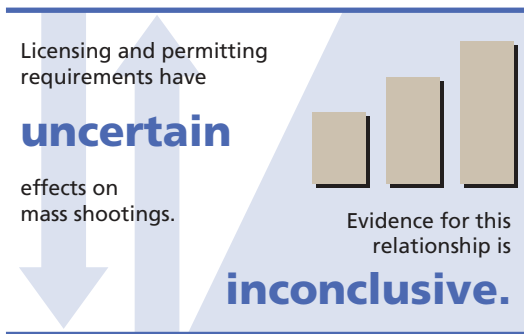 Licensing and permitting
requirements have
uncertain
effects on
mass shootings.
Evidence for this
relationship is
inconclusive.